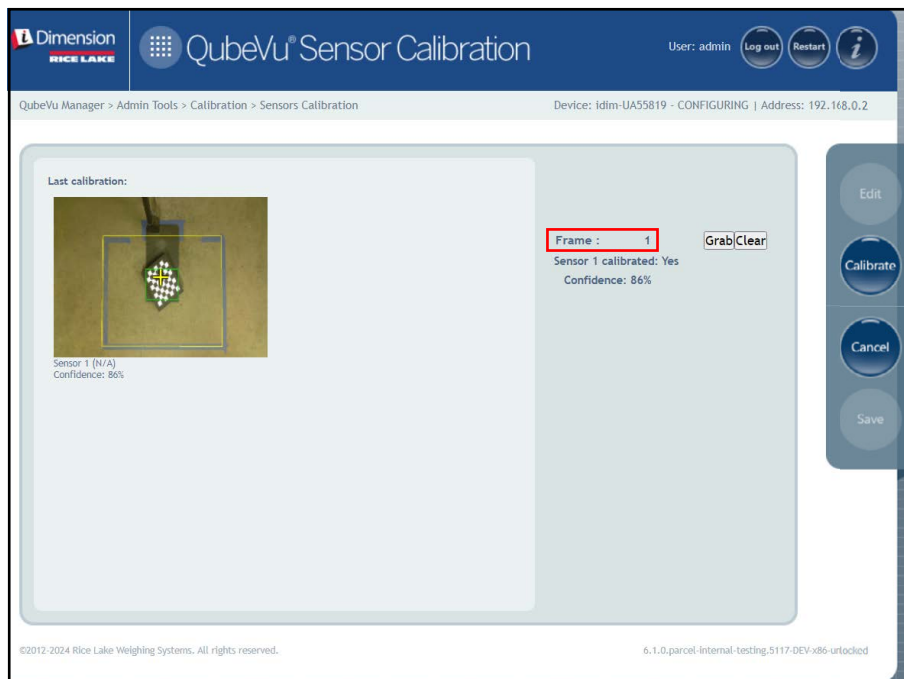 iDimension
RICE LAKE
QubeVu® Sensor Calibration
User: admin
Log out
Restart
i
QubeVu Manager > Admin Tools > Calibration > Sensors Calibration
Device: idim-UA55819 - CONFIGURING | Address: 192.168.0.2
Last calibration:
Sensor 1 (N/A)
Confidence: 86%
Frame : 1
Grab Clear
Sensor 1 calibrated: Yes
Confidence: 86%
Edit
Calibrate
Cancel
Save
©2012-2024 Rice Lake Weighing Systems. All rights reserved.
6.1.0.parcel-internal-testing.5117-DEV-x86-unlocked